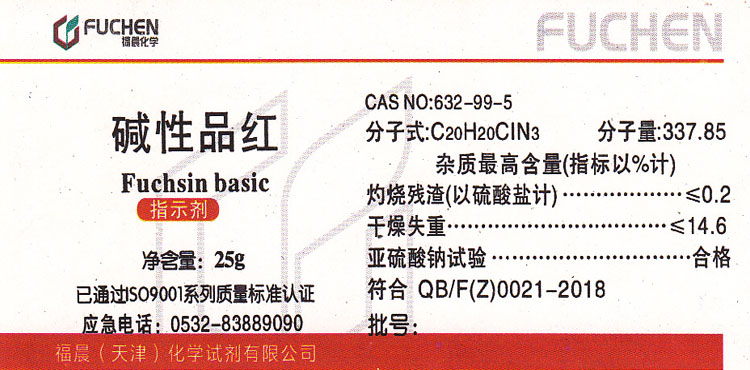 FUCHEN
福晨化学
FUCHEN
碱性品红
Fuchsin basic
指示剂
净含量：25g
已通过ISO9001系列质量标准认证
应急电话：0532-83889090
CAS NO:632-99-5
分子式:C20H20ClN3 分子量:337.85
杂质最高含量(指标以%计)
灼烧残渣(以硫酸盐计)··················≤0.2
干燥失重··································≤14.6
亚硫酸钠试验······························合格
符合 QB/F(Z)0021-2018
批号:
福晨（天津）化学试剂有限公司